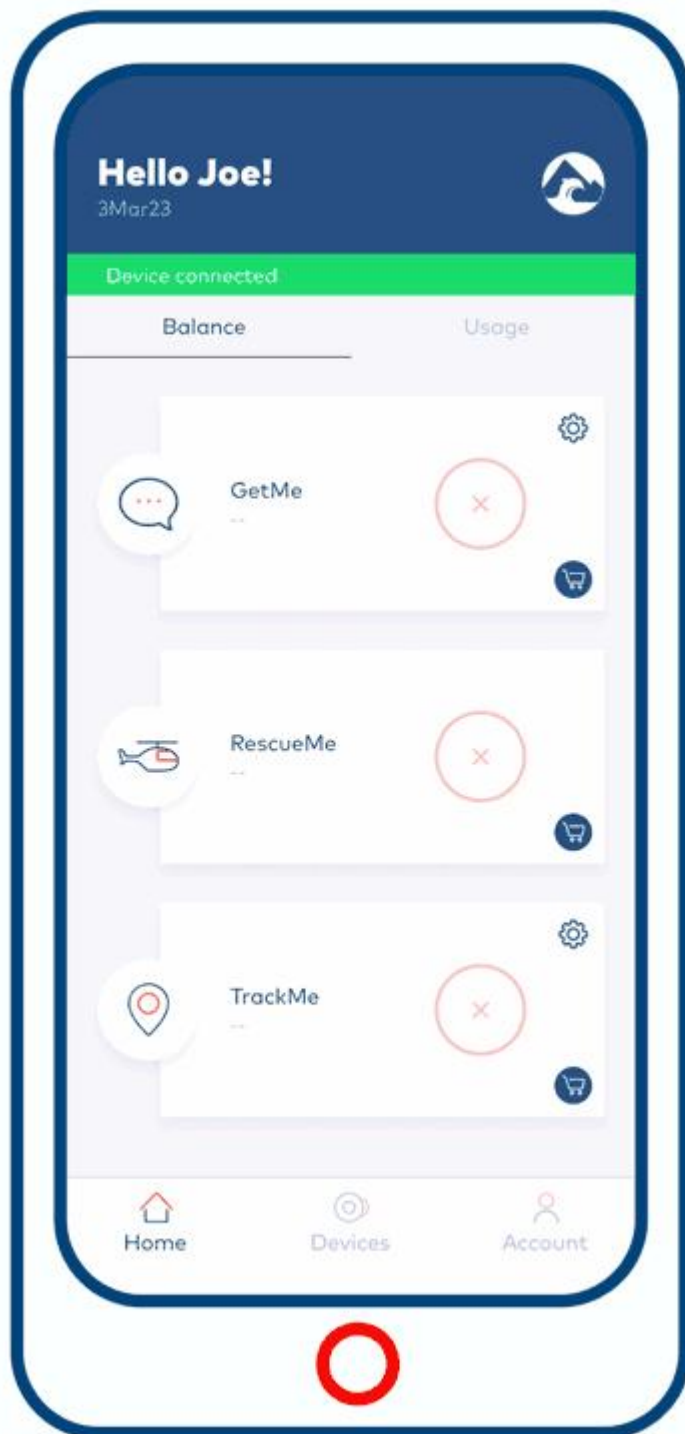 Hello Joe!
3Mar23
Device connected
Balance Usage
GetMe
--
RescueMe
--
TrackMe
--
Home Devices Account